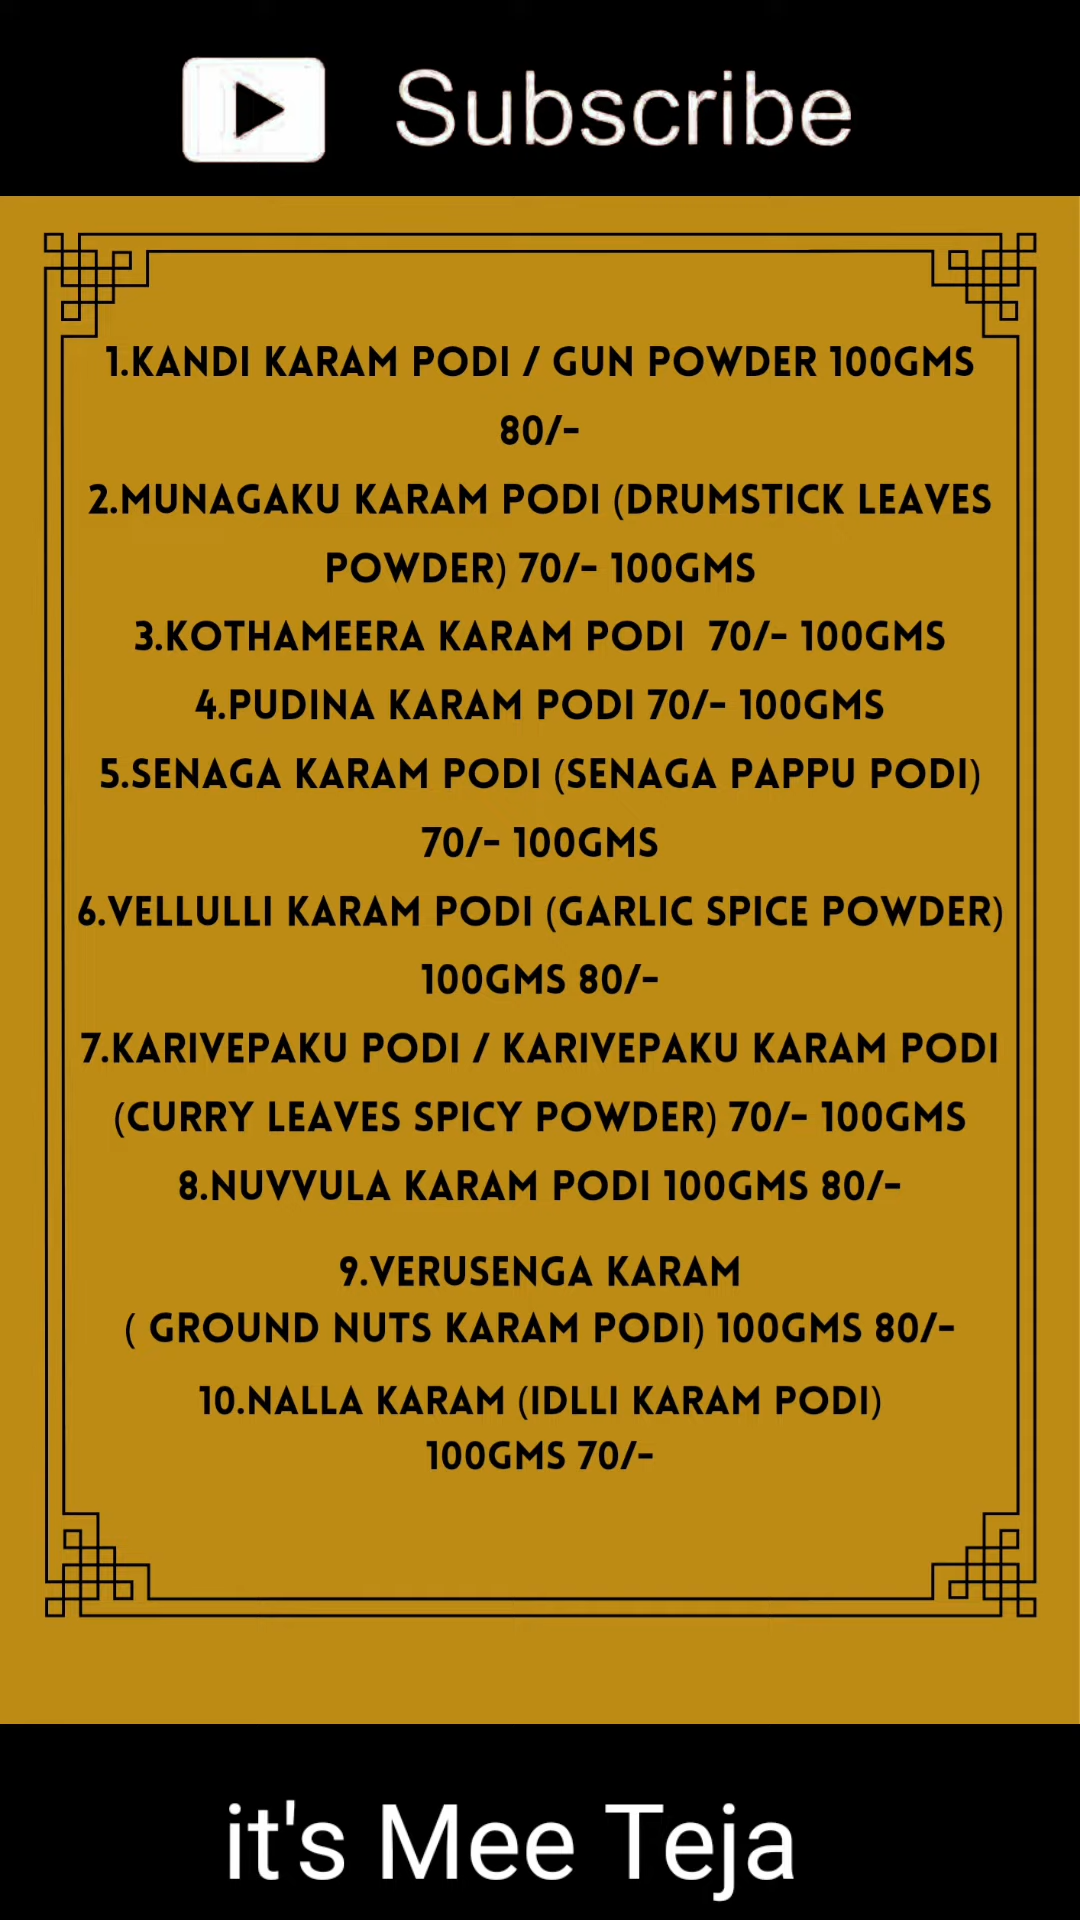 Subscribe
1.KANDI KARAM PODI / GUN POWDER 100GMS
80/-
2.MUNAGAKU KARAM PODI (DRUMSTICK LEAVES
POWDER) 70/- 100GMS
3.KOTHAMEERA KARAM PODI  70/- 100GMS
4.PUDINA KARAM PODI 70/- 100GMS
5.SENAGA KARAM PODI (SENAGA PAPPU PODI)
70/- 100GMS
6.VELLULLI KARAM PODI (GARLIC SPICE POWDER)
100GMS 80/-
7.KARIVEPAKU PODI / KARIVEPAKU KARAM PODI
(CURRY LEAVES SPICY POWDER) 70/- 100GMS
8.NUVVULA KARAM PODI 100GMS 80/-
9.VERUSENGA KARAM
( GROUND NUTS KARAM PODI) 100GMS 80/-
10.NALLA KARAM (IDLLI KARAM PODI)
100GMS 70/-
it's Mee Teja